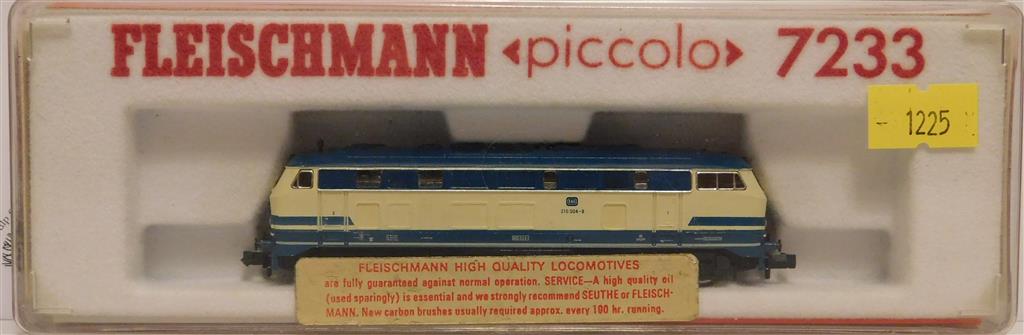 FLEISCHMANN «piccolo» 7233
- 1225
DB
210 004-8
FLEISCHMANN HIGH QUALITY LOCOMOTIVES
are fully guaranteed against normal operation. SERVICE—A high quality oil
(used sparingly) is essential and we strongly recommend SEUTHE or FLEISCH-
MANN. New carbon brushes usually required approx. every 100 hr. running.